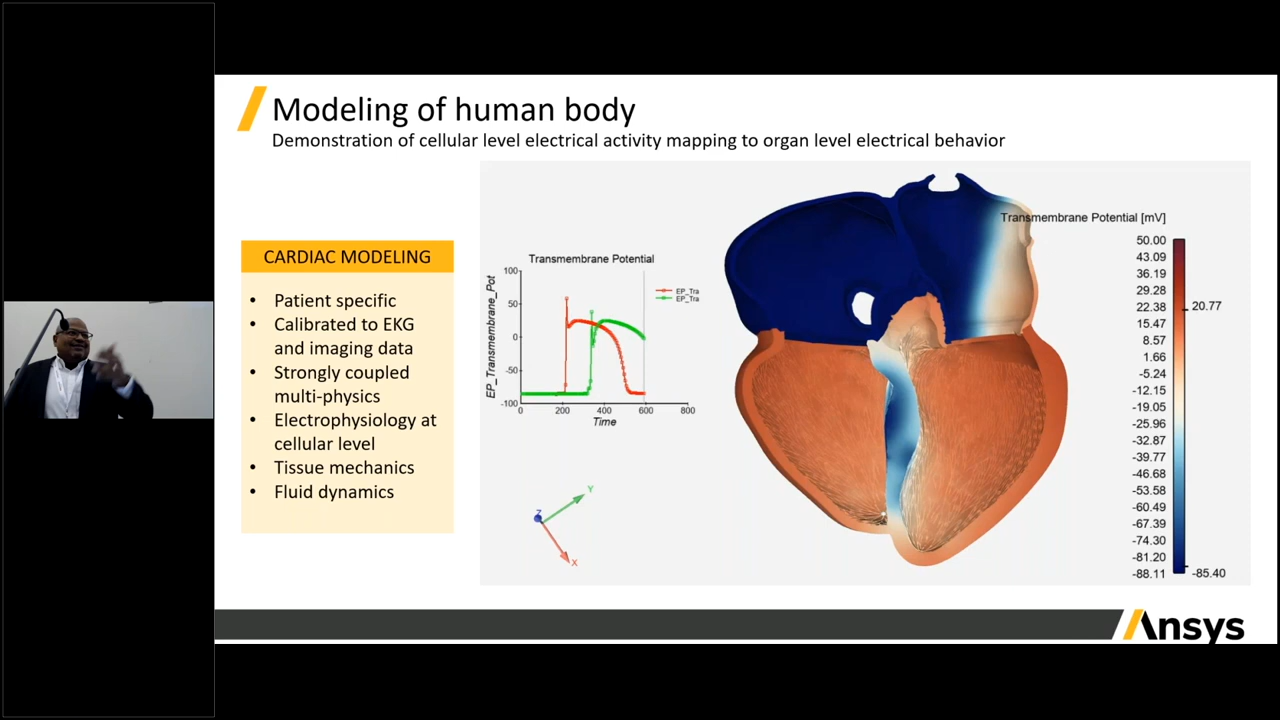 Modeling of human body
Demonstration of cellular level electrical activity mapping to organ level electrical behavior
CARDIAC MODELING
• Patient specific
• Calibrated to EKG
and imaging data
• Strongly coupled
multi-physics
• Electrophysiology at
cellular level
• Tissue mechanics
• Fluid dynamics
Transmembrane Potential
EP_Transmembrane_Pot
100
50
0
-50
-100
0 200 400 600 800
Time
EP_Tra
EP_Tra
Z
Y
X
Transmembrane Potential [mV]
50.00
43.09
36.19
29.28
22.38
15.47
8.57
1.66
-5.24
-12.15
-19.05
-25.96
-32.87
-39.77
-46.68
-53.58
-60.49
-67.39
-74.30
-81.20
-88.11
20.77
-85.40
Ansys